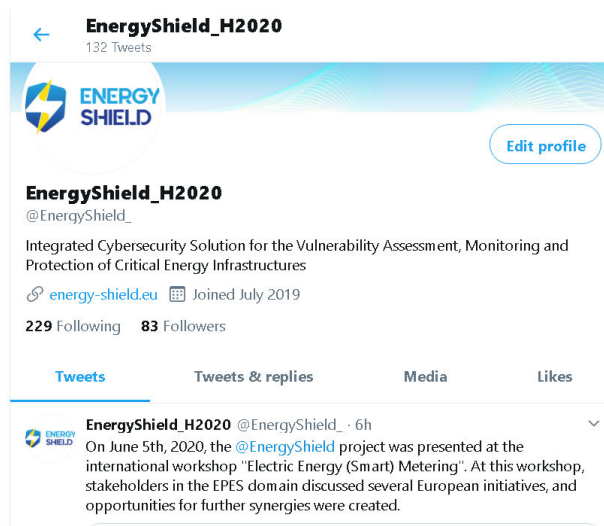 EnergyShield_H2020
132 Tweets
ENERGY
SHIELD
Edit profile
EnergyShield_H2020
@EnergyShield_
Integrated Cybersecurity Solution for the Vulnerability Assessment, Monitoring and
Protection of Critical Energy Infrastructures
energy-shield.eu Joined July 2019
229 Following 83 Followers
Tweets Tweets & replies Media Likes
ENERGY
SHIELD
EnergyShield_H2020 @EnergyShield_ · 6h
On June 5th, 2020, the @EnergyShield project was presented at the
international workshop "Electric Energy (Smart) Metering". At this workshop,
stakeholders in the EPES domain discussed several European initiatives, and
opportunities for further synergies were created.